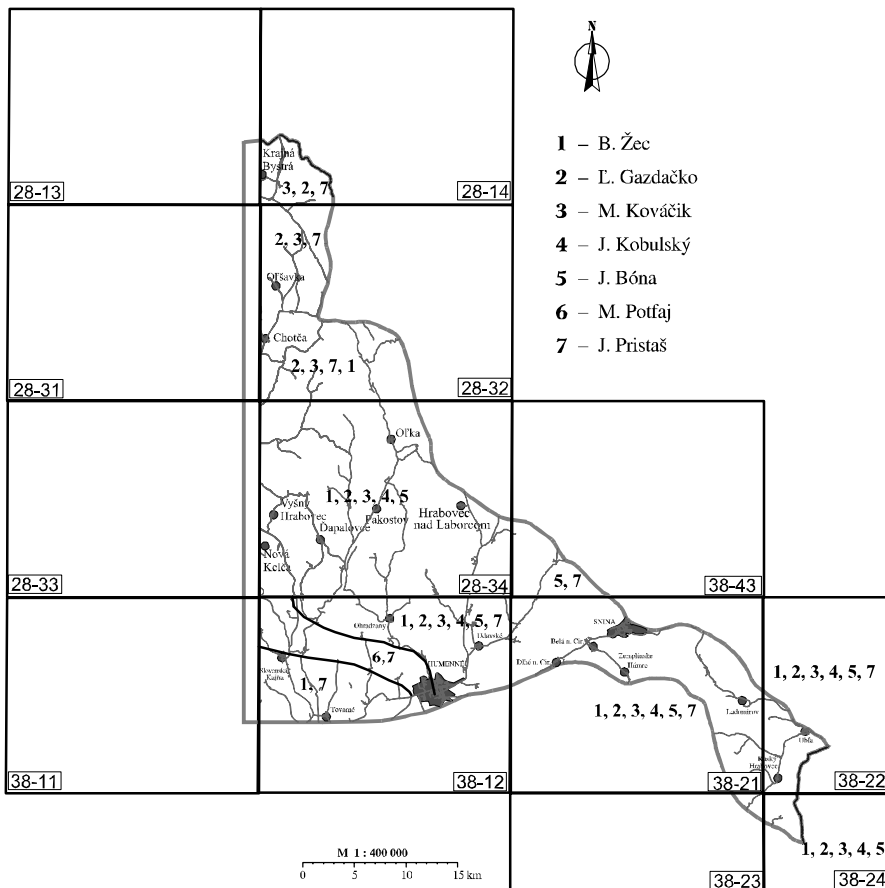 N
1 – B. Žec
2 – Ľ. Gazdačko
3 – M. Kováčik
4 – J. Kobulský
5 – J. Bóna
6 – M. Potfaj
7 – J. Pristaš
Krajná
Bystrá
3, 2, 7
28-13
28-14
2, 3, 7
Oľšavka
Chotča
2, 3, 7, 1
28-31
28-32
Oľka
1, 2, 3, 4, 5
Vyšný
Hrabovec
Pakostov
Hrabovec
nad Laborcom
Ďapalovce
Nová
Kelča
28-33
28-34
5, 7
38-43
Ohradzany
1, 2, 3, 4, 5, 7
SNINA
Belá n. Cir.
Dlhé n. Cir.
Zemplínske
Hámre
6,7
HUMENNÉ
Slovenská
Kajňa
1, 7
Tovarné
1, 2, 3, 4, 5, 7
1, 2, 3, 4, 5, 7
Ladomirov
Ubľa
Ruský
Hrabovec
38-11
38-12
38-21
38-22
1, 2, 3, 4, 5
M 1 : 400 000
0 5 10 15 km
38-23
38-24